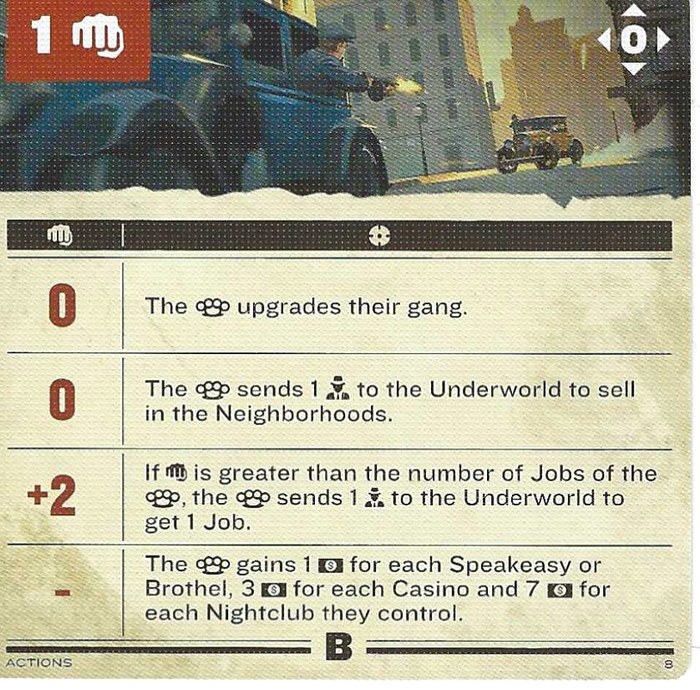 1
0
0
The upgrades their gang.
0
The sends 1 to the Underworld to sell
in the Neighborhoods.
+2
If is greater than the number of Jobs of the
, the sends 1 to the Underworld to
get 1 Job.
-
The gains 1 for each Speakeasy or
Brothel, 3 for each Casino and 7 for
each Nightclub they control.
B
ACTIONS
8